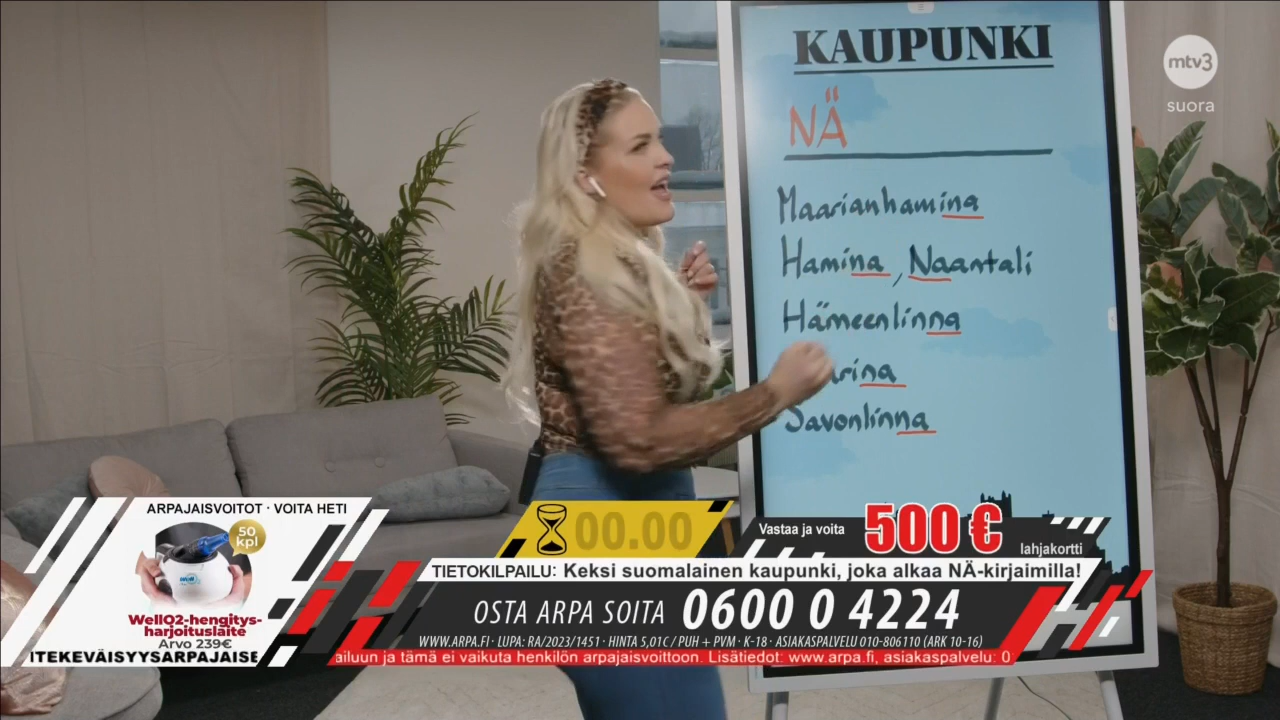 KAUPUNKI
NÄ
Maarianhamina
Hamina, Naantali
Hämeenlinna
rina
Savonlinna
mtv3
suora
ARPAJAISVOITOT · VOITA HETI
50 kpl
WellO2-hengitys-
harjoituslaite
Arvo 239€
ITEKEVÄISYYSARPAJAISE
00.00
Vastaa ja voita 500 € lahjakortti
TIETOKILPAILU: Keksi suomalainen kaupunki, joka alkaa NÄ-kirjaimilla!
OSTA ARPA SOITA 0600 0 4224
WWW.ARPA.FI · LUPA: RA/2023/1451 · HINTA 5,01€ / PUH + PVM · K-18 · ASIAKASPALVELU 010-806110 (ARK 10-16)
ailuun ja tämä ei vaikuta henkilön arpajaisvoittoon. Lisätiedot: www.arpa.fi, asiakaspalvelu: 0